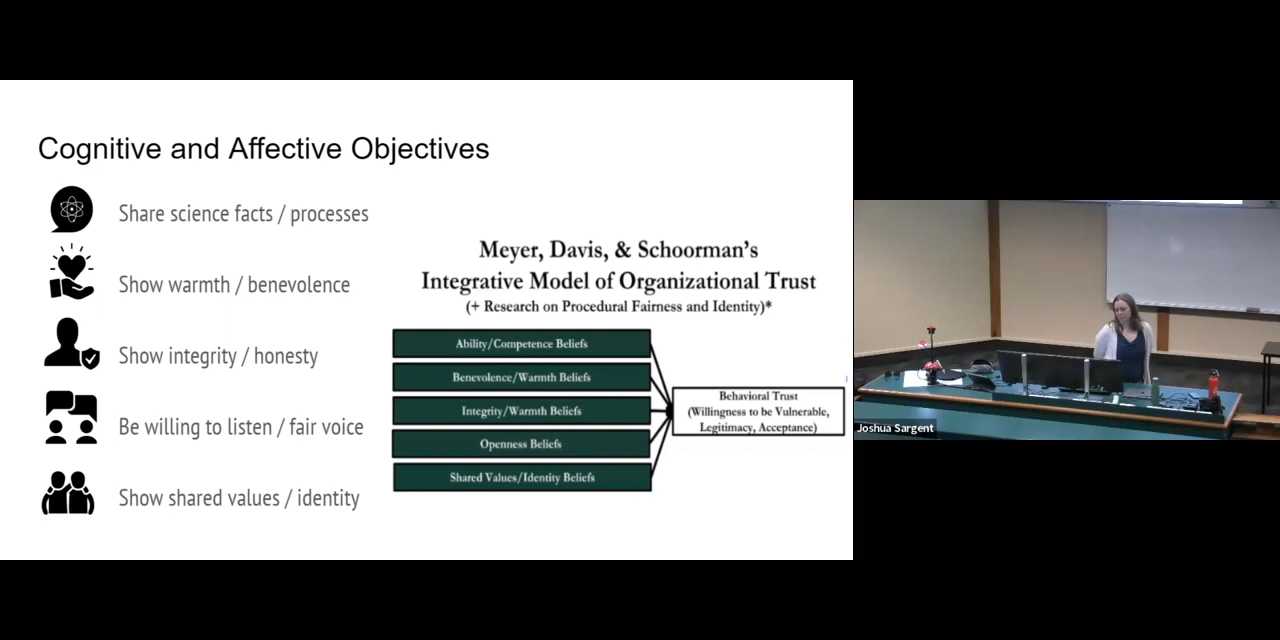 Cognitive and Affective Objectives
Share science facts / processes
Show warmth / benevolence
Show integrity / honesty
Be willing to listen / fair voice
Show shared values / identity
Meyer, Davis, & Schoorman's
Integrative Model of Organizational Trust
(+ Research on Procedural Fairness and Identity)*
Ability/Competence Beliefs
Benevolence/Warmth Beliefs
Integrity/Warmth Beliefs
Openness Beliefs
Shared Values/Identity Beliefs
Behavioral Trust
(Willingness to be Vulnerable,
Legitimacy, Acceptance)
Joshua Sargent